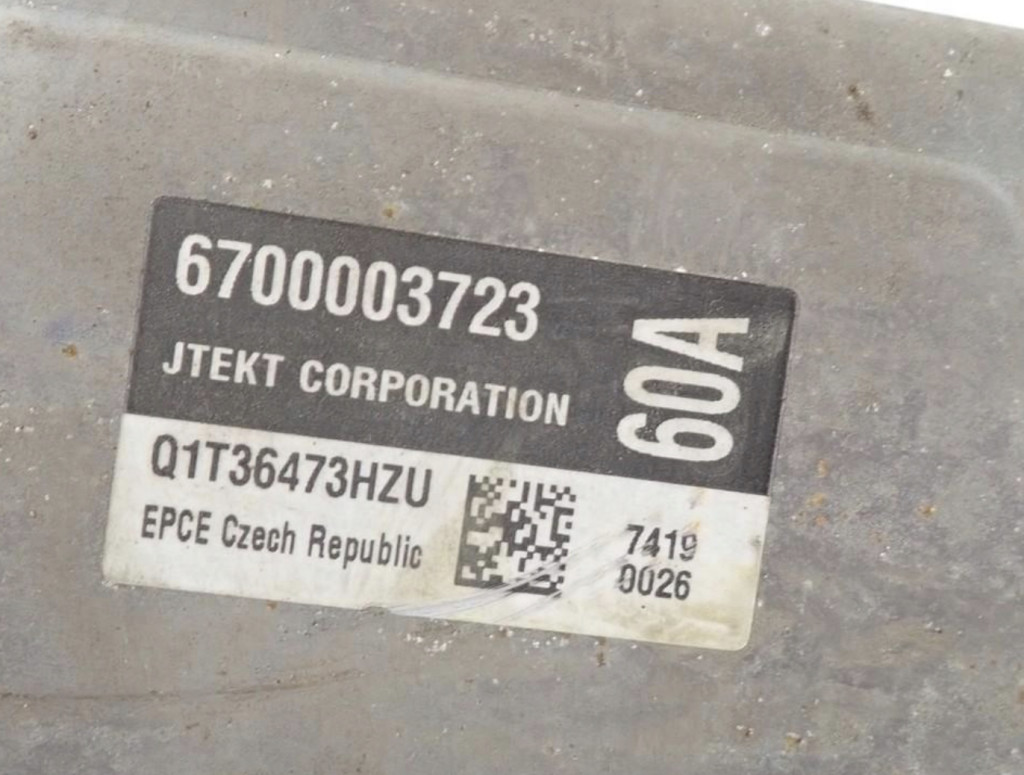 6700003723
JTEKT CORPORATION
60A
Q1T36473HZU
EPCE Czech Republic
7419
0026